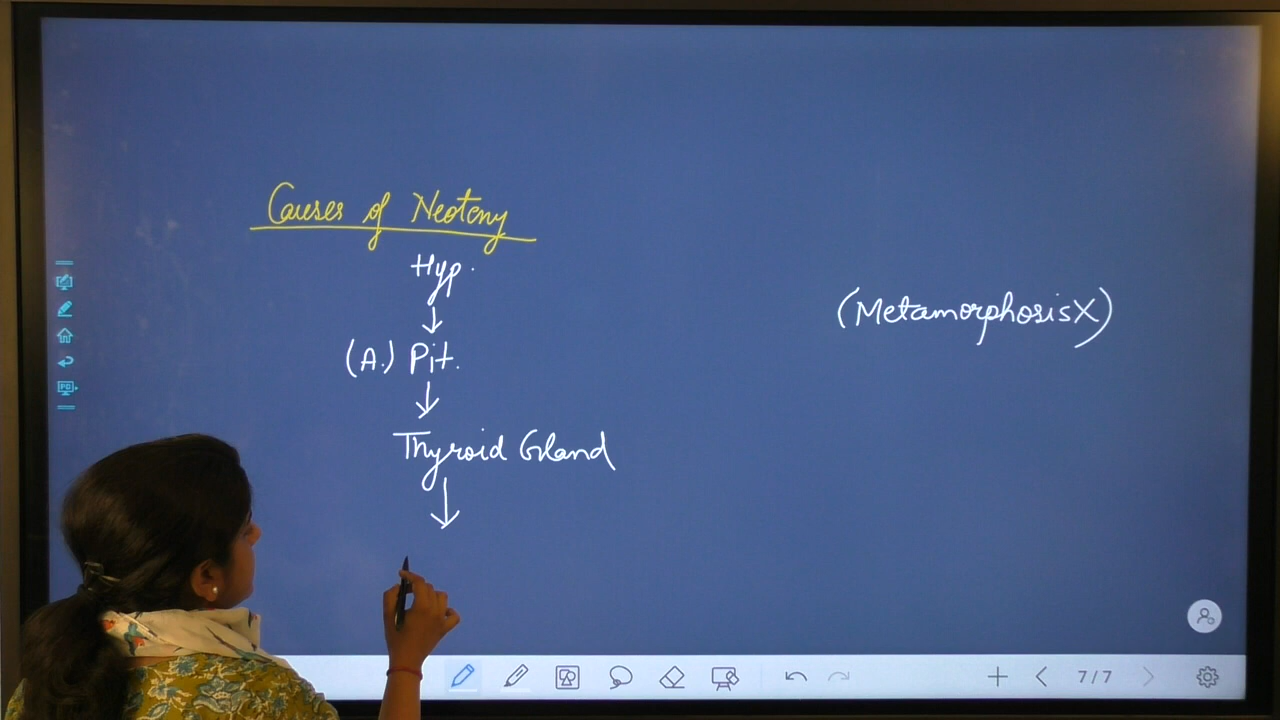 Causes of Neoteny
Hyp.
(MetamorphosisX)
(A.) Pit.
Thyroid Gland
7/7